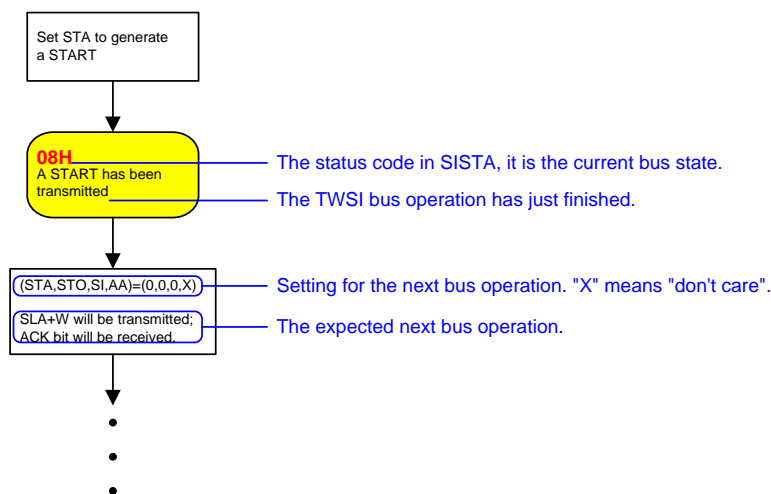 Set STA to generate
a START
08H
A START has been
transmitted
The status code in SISTA, it is the current bus state.
The TWSI bus operation has just finished.
(STA,STO,SI,AA)=(0,0,0,X)
Setting for the next bus operation. "X" means "don't care".
SLA+W will be transmitted;
ACK bit will be received.
The expected next bus operation.